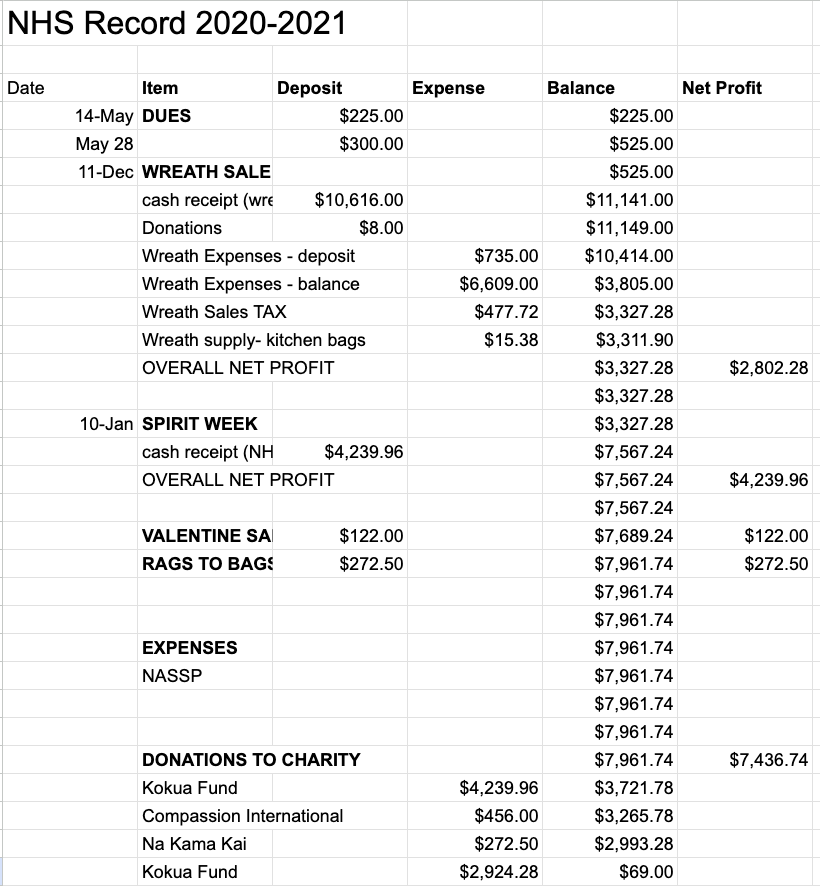 NHS Record 2020-2021
Date Item Deposit Expense Balance Net Profit
14-May DUES $225.00 $225.00
May 28 $300.00 $525.00
11-Dec WREATH SALE $525.00
cash receipt (wre $10,616.00 $11,141.00
Donations $8.00 $11,149.00
Wreath Expenses - deposit $735.00 $10,414.00
Wreath Expenses - balance $6,609.00 $3,805.00
Wreath Sales TAX $477.72 $3,327.28
Wreath supply- kitchen bags $15.38 $3,311.90
OVERALL NET PROFIT $3,327.28 $2,802.28
$3,327.28
10-Jan SPIRIT WEEK $3,327.28
cash receipt (NH $4,239.96 $7,567.24
OVERALL NET PROFIT $7,567.24 $4,239.96
$7,567.24
VALENTINE SA $122.00 $7,689.24 $122.00
RAGS TO BAGS $272.50 $7,961.74 $272.50
$7,961.74
$7,961.74
EXPENSES $7,961.74
NASSP $7,961.74
$7,961.74
$7,961.74
DONATIONS TO CHARITY $7,961.74 $7,436.74
Kokua Fund $4,239.96 $3,721.78
Compassion International $456.00 $3,265.78
Na Kama Kai $272.50 $2,993.28
Kokua Fund $2,924.28 $69.00